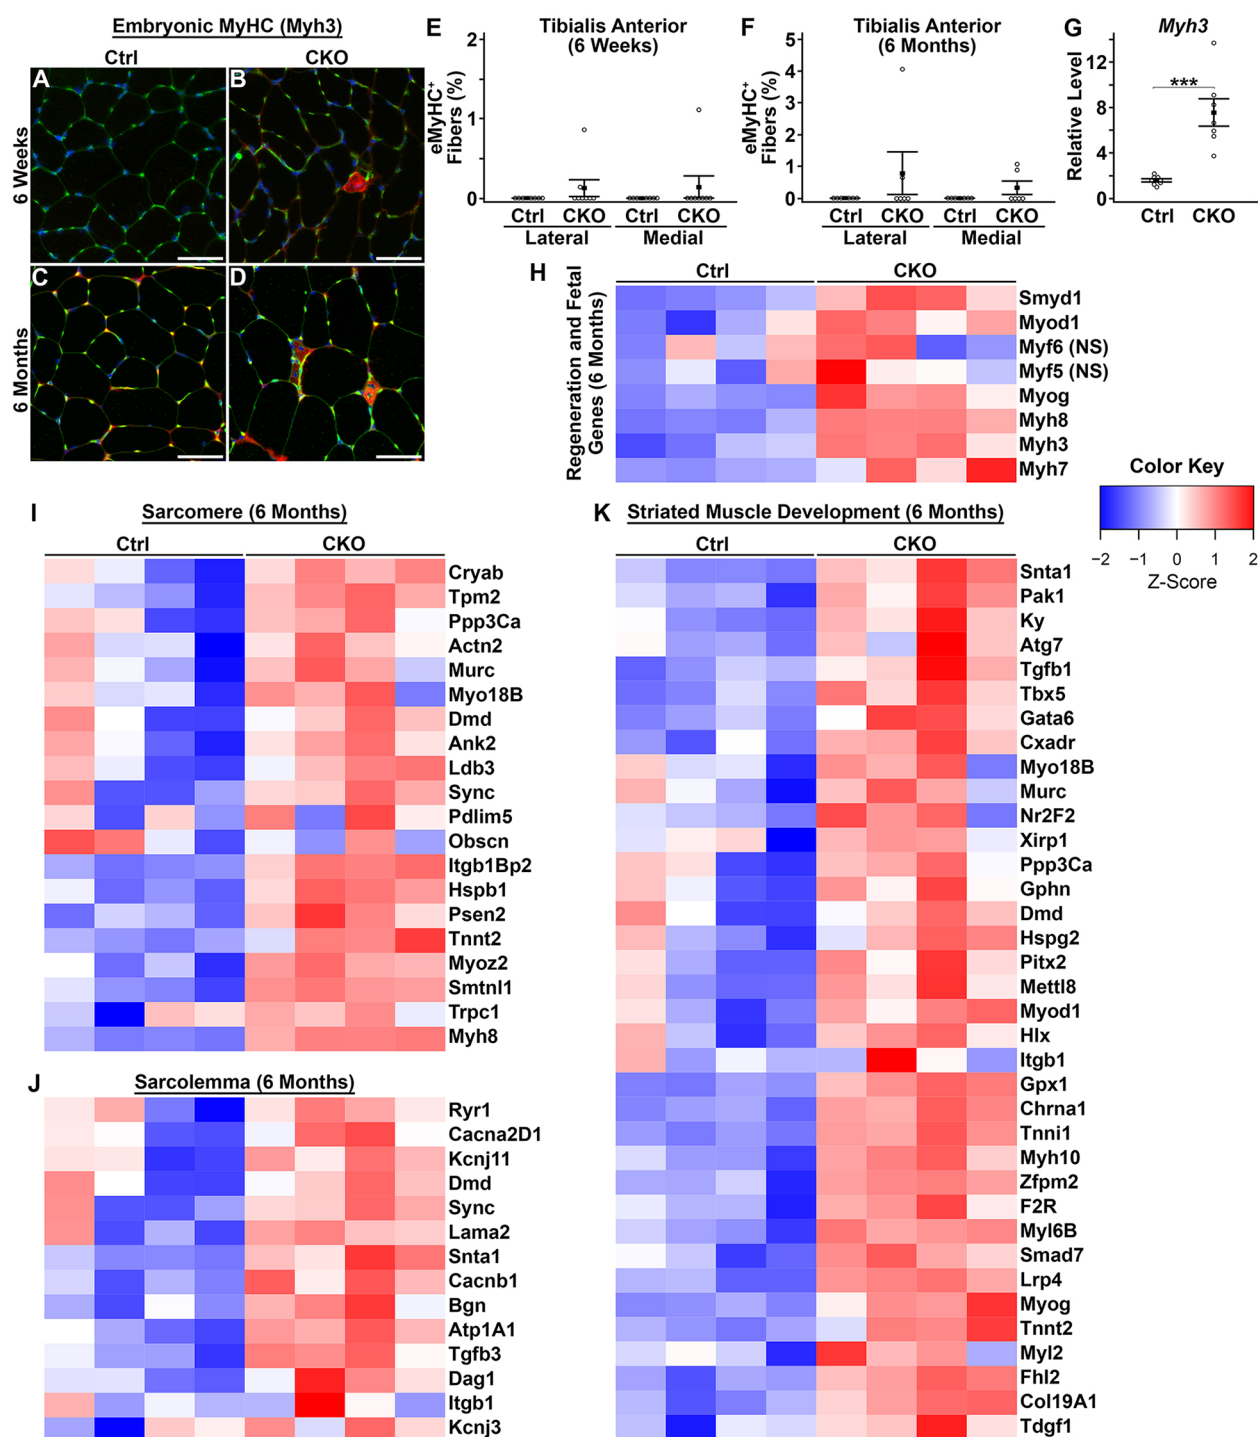 Embryonic MyHC (Myh3)
Ctrl
CKO
A
B
6 Weeks
C
D
6 Months
E
Tibialis Anterior
(6 Weeks)
eMyHC+
Fibers (%)
2
1
0
Ctrl CKO Ctrl CKO
Lateral Medial
F
Tibialis Anterior
(6 Months)
eMyHC+
Fibers (%)
5
4
3
2
1
0
Ctrl CKO Ctrl CKO
Lateral Medial
G
Myh3
Relative Level
12
8
4
0
***
Ctrl CKO
H
Ctrl CKO
Regeneration and Fetal
Genes (6 Months)
Smyd1
Myod1
Myf6 (NS)
Myf5 (NS)
Myog
Myh8
Myh3
Myh7
Color Key
−2 −1 0 1 2
Z-Score
I
Sarcomere (6 Months)
Ctrl CKO
Cryab
Tpm2
Ppp3Ca
Actn2
Murc
Myo18B
Dmd
Ank2
Ldb3
Sync
Pdlim5
Obscn
Itgb1Bp2
Hspb1
Psen2
Tnnt2
Myoz2
Smtnl1
Trpc1
Myh8
J
Sarcolemma (6 Months)
Ryr1
Cacna2D1
Kcnj11
Dmd
Sync
Lama2
Snta1
Cacnb1
Bgn
Atp1A1
Tgfb3
Dag1
Itgb1
Kcnj3
K
Striated Muscle Development (6 Months)
Ctrl CKO
Snta1
Pak1
Ky
Atg7
Tgfb1
Tbx5
Gata6
Cxadr
Myo18B
Murc
Nr2F2
Xirp1
Ppp3Ca
Gphn
Dmd
Hspg2
Pitx2
Mettl8
Myod1
Hlx
Itgb1
Gpx1
Chrna1
Tnni1
Myh10
Zfpm2
F2R
Myl6B
Smad7
Lrp4
Myog
Tnnt2
Myl2
Fhl2
Col19A1
Tdgf1